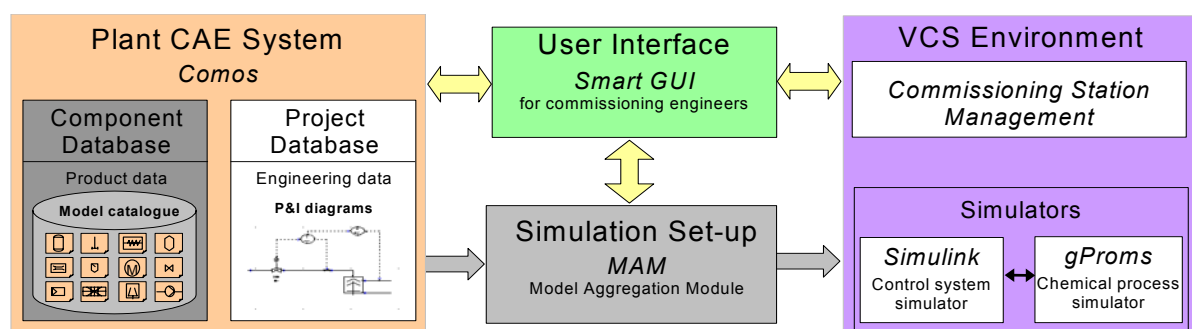 Plant CAE System
Comos
Component
Database
Product data
Model catalogue
M
Project
Database
Engineering data
P&I diagrams
User Interface
Smart GUI
for commissioning engineers
Simulation Set-up
MAM
Model Aggregation Module
VCS Environment
Commissioning Station
Management
Simulators
Simulink
Control system
simulator
gProms
Chemical process
simulator